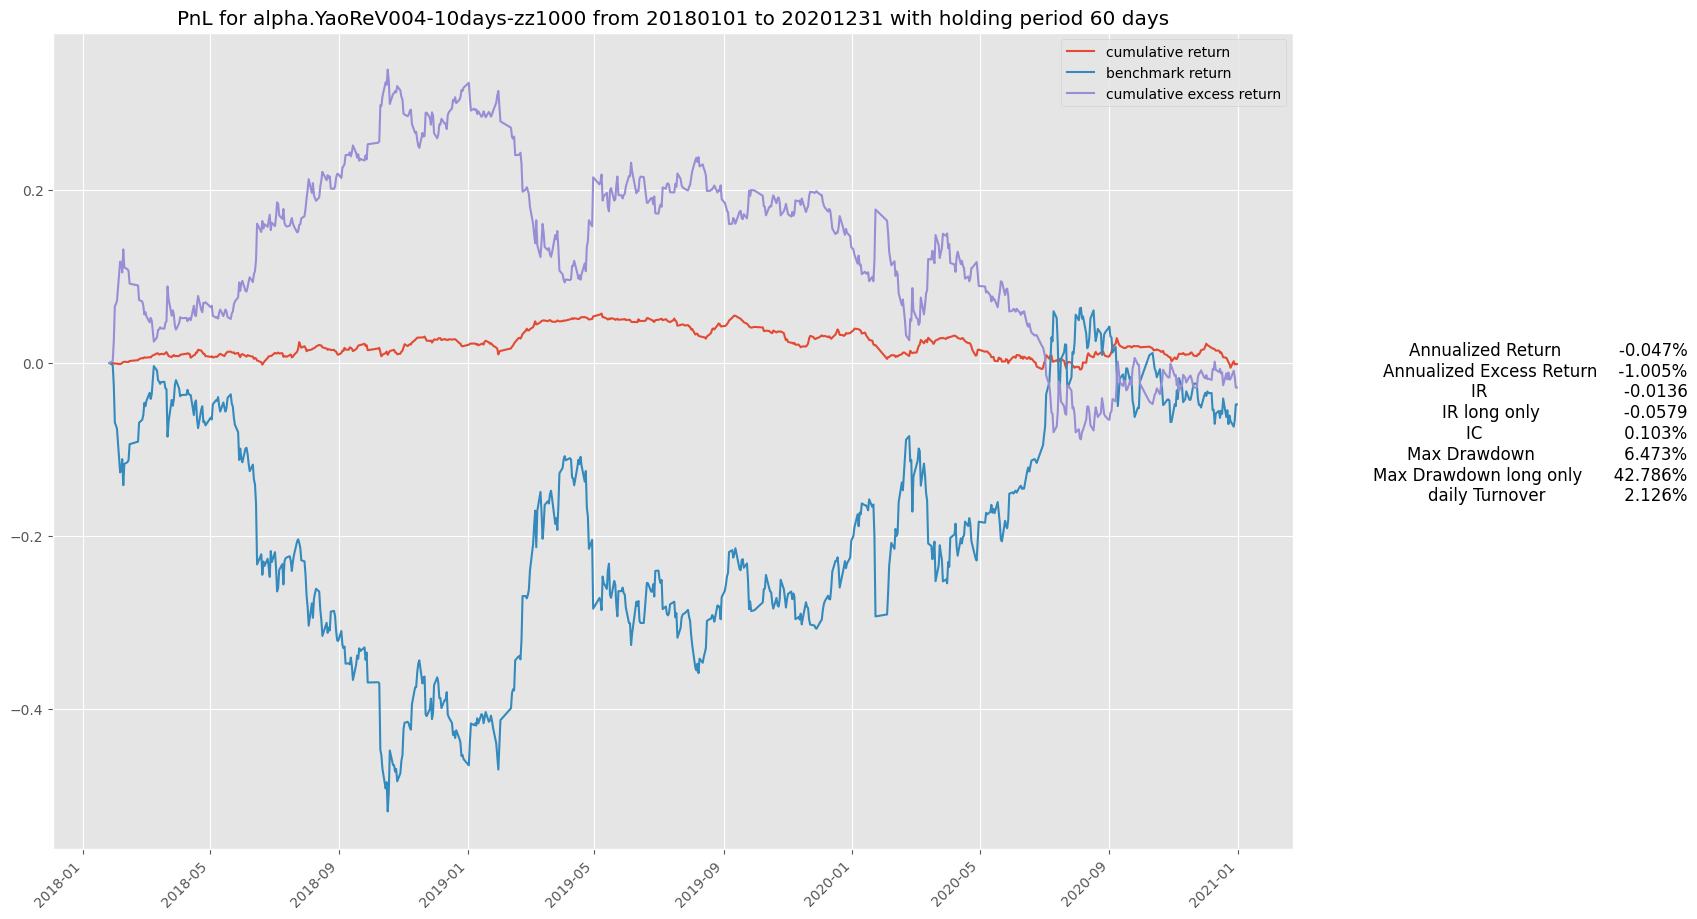 PnL for alpha.YaoReV004-10days-zz1000 from 20180101 to 20201231 with holding period 60 days
cumulative return
benchmark return
cumulative excess return
0.2
0.0
−0.2
−0.4
2018-01
2018-05
2018-09
2019-01
2019-05
2019-09
2020-01
2020-05
2020-09
2021-01
Annualized Return -0.047%
Annualized Excess Return -1.005%
IR -0.0136
IR long only -0.0579
IC 0.103%
Max Drawdown 6.473%
Max Drawdown long only 42.786%
daily Turnover 2.126%